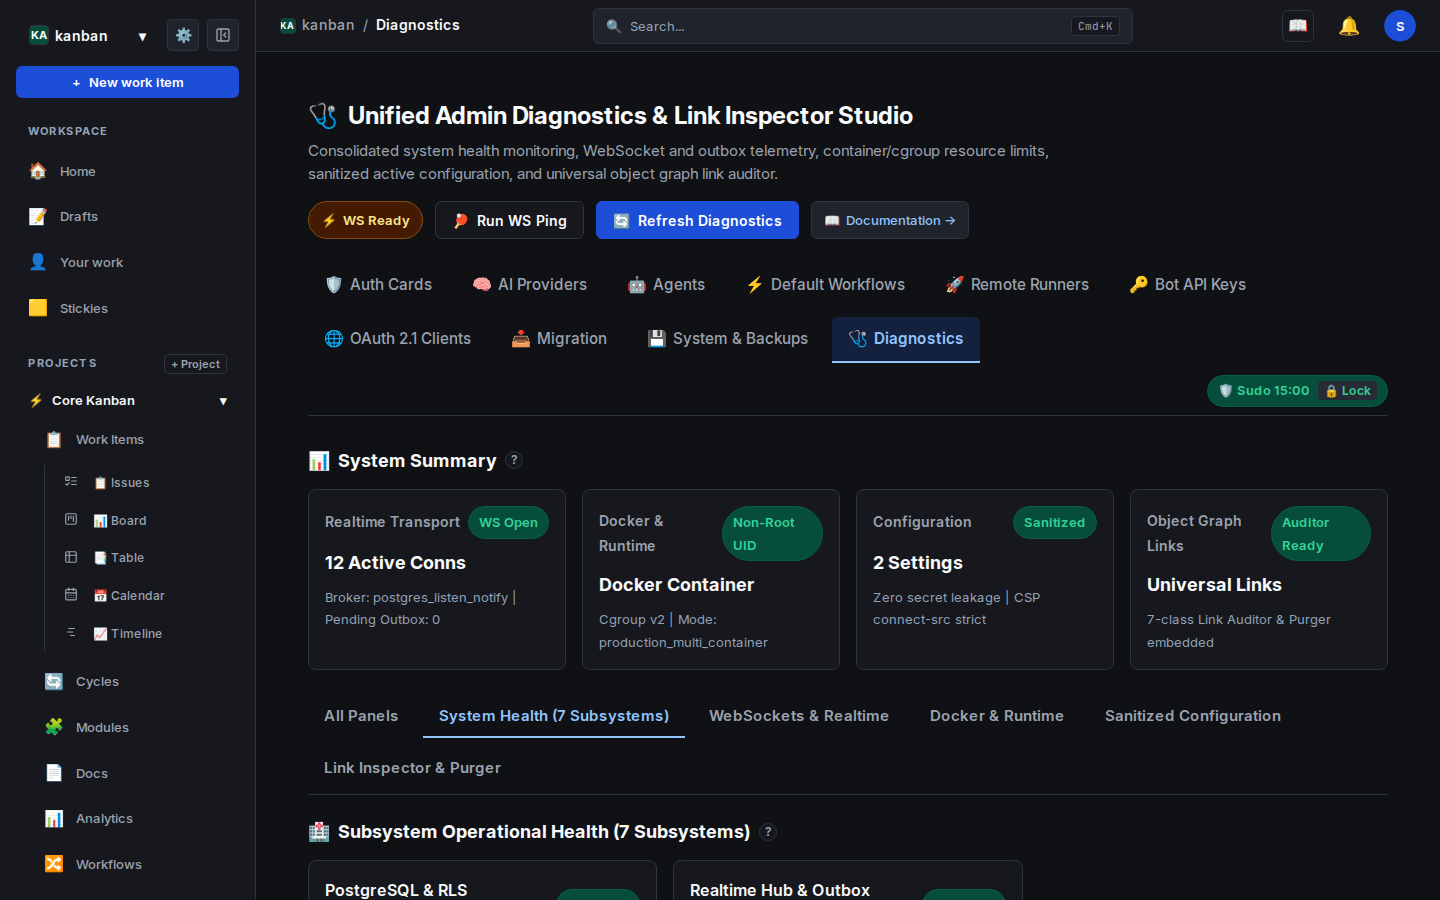 KA kanban ▾
+ New work item
WORKSPACE
Home
Drafts
Your work
Stickies
PROJECTS + Project
Core Kanban ▾
Work Items
Issues
Board
Table
Calendar
Timeline
Cycles
Modules
Docs
Analytics
Workflows
KA kanban / Diagnostics
Search... Cmd+K
S
Unified Admin Diagnostics & Link Inspector Studio
Consolidated system health monitoring, WebSocket and outbox telemetry, container/cgroup resource limits,
sanitized active configuration, and universal object graph link auditor.
WS Ready Run WS Ping Refresh Diagnostics Documentation →
Auth Cards AI Providers Agents Default Workflows Remote Runners Bot API Keys
OAuth 2.1 Clients Migration System & Backups Diagnostics
Sudo 15:00 Lock
System Summary ?
Realtime Transport WS Open
12 Active Conns
Broker: postgres_listen_notify |
Pending Outbox: 0
Docker &
Runtime
Non-Root
UID
Docker Container
Cgroup v2 | Mode:
production_multi_container
Configuration Sanitized
2 Settings
Zero secret leakage | CSP
connect-src strict
Object Graph
Links
Auditor
Ready
Universal Links
7-class Link Auditor & Purger
embedded
All Panels System Health (7 Subsystems) WebSockets & Realtime Docker & Runtime Sanitized Configuration
Link Inspector & Purger
Subsystem Operational Health (7 Subsystems) ?
PostgreSQL & RLS
Realtime Hub & Outbox